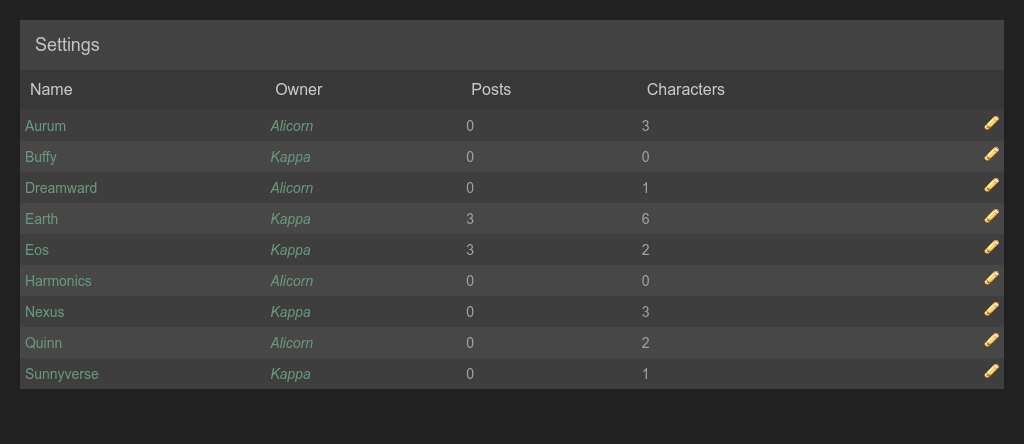 Settings
Name Owner Posts Characters
Aurum Alicorn 0 3
Buffy Kappa 0 0
Dreamward Alicorn 0 1
Earth Kappa 3 6
Eos Kappa 3 2
Harmonics Alicorn 0 0
Nexus Kappa 0 3
Quinn Alicorn 0 2
Sunnyverse Kappa 0 1